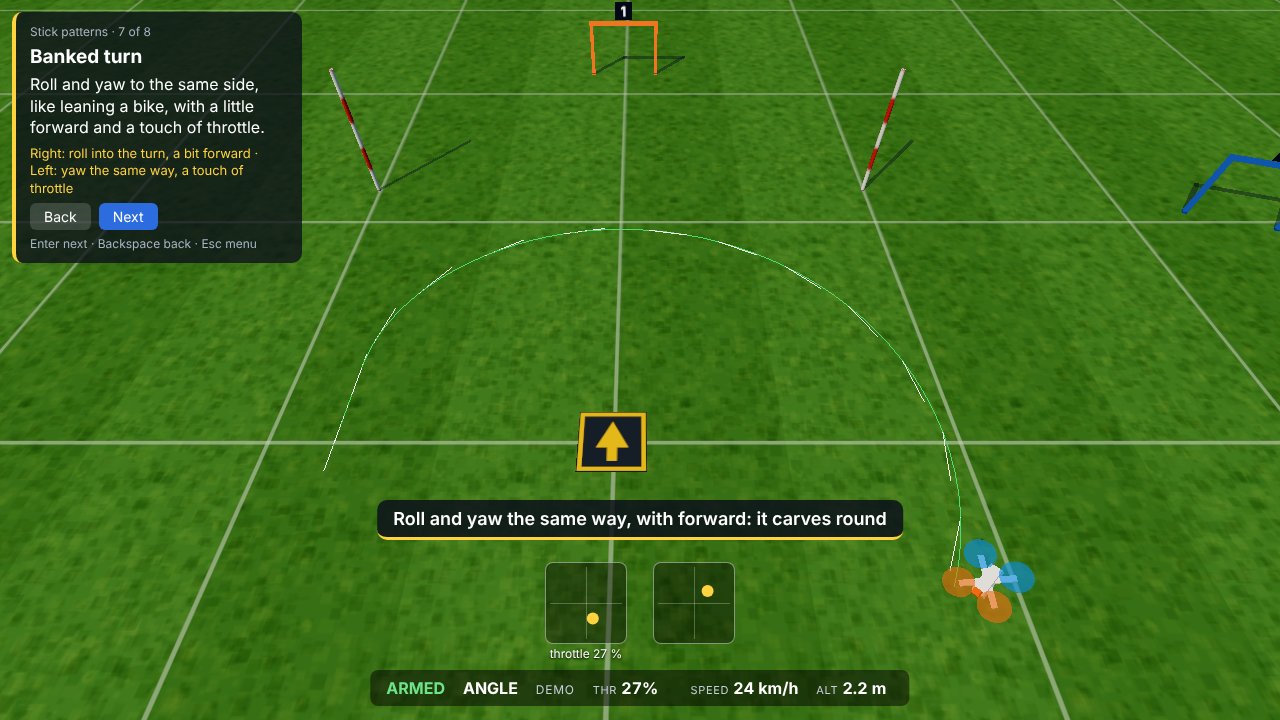 Stick patterns · 7 of 8
Banked turn
Roll and yaw to the same side,
like leaning a bike, with a little
forward and a touch of throttle.
Right: roll into the turn, a bit forward ·
Left: yaw the same way, a touch of
throttle
Back
Next
Enter next · Backspace back · Esc menu
1
Roll and yaw the same way, with forward: it carves round
throttle 27 %
ARMED ANGLE DEMO THR 27% SPEED 24 km/h ALT 2.2 m